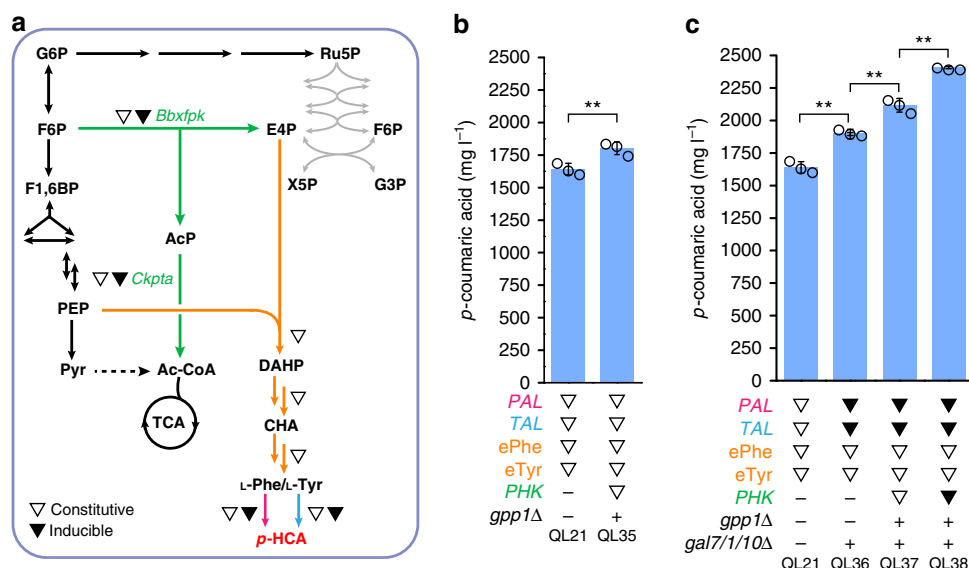 a
G6P
Ru5P
F6P
Bbxfpk
E4P
F6P
F1,6BP
X5P
G3P
AcP
Ckpta
PEP
Pyr
Ac-CoA
DAHP
TCA
CHA
L-Phe/L-Tyr
Constitutive
Inducible
p-HCA
b
p-coumaric acid (mg l⁻¹)
2500
2250
2000
1750
1500
1250
1000
750
500
250
0
**
PAL
TAL
ePhe
eTyr
PHK –
gpp1Δ – +
QL21 QL35
c
p-coumaric acid (mg l⁻¹)
2500
2250
2000
1750
1500
1250
1000
750
500
250
0
**
**
**
PAL
TAL
ePhe
eTyr
PHK – –
gpp1Δ – – + +
gal7/1/10Δ – + + +
QL21 QL36 QL37 QL38